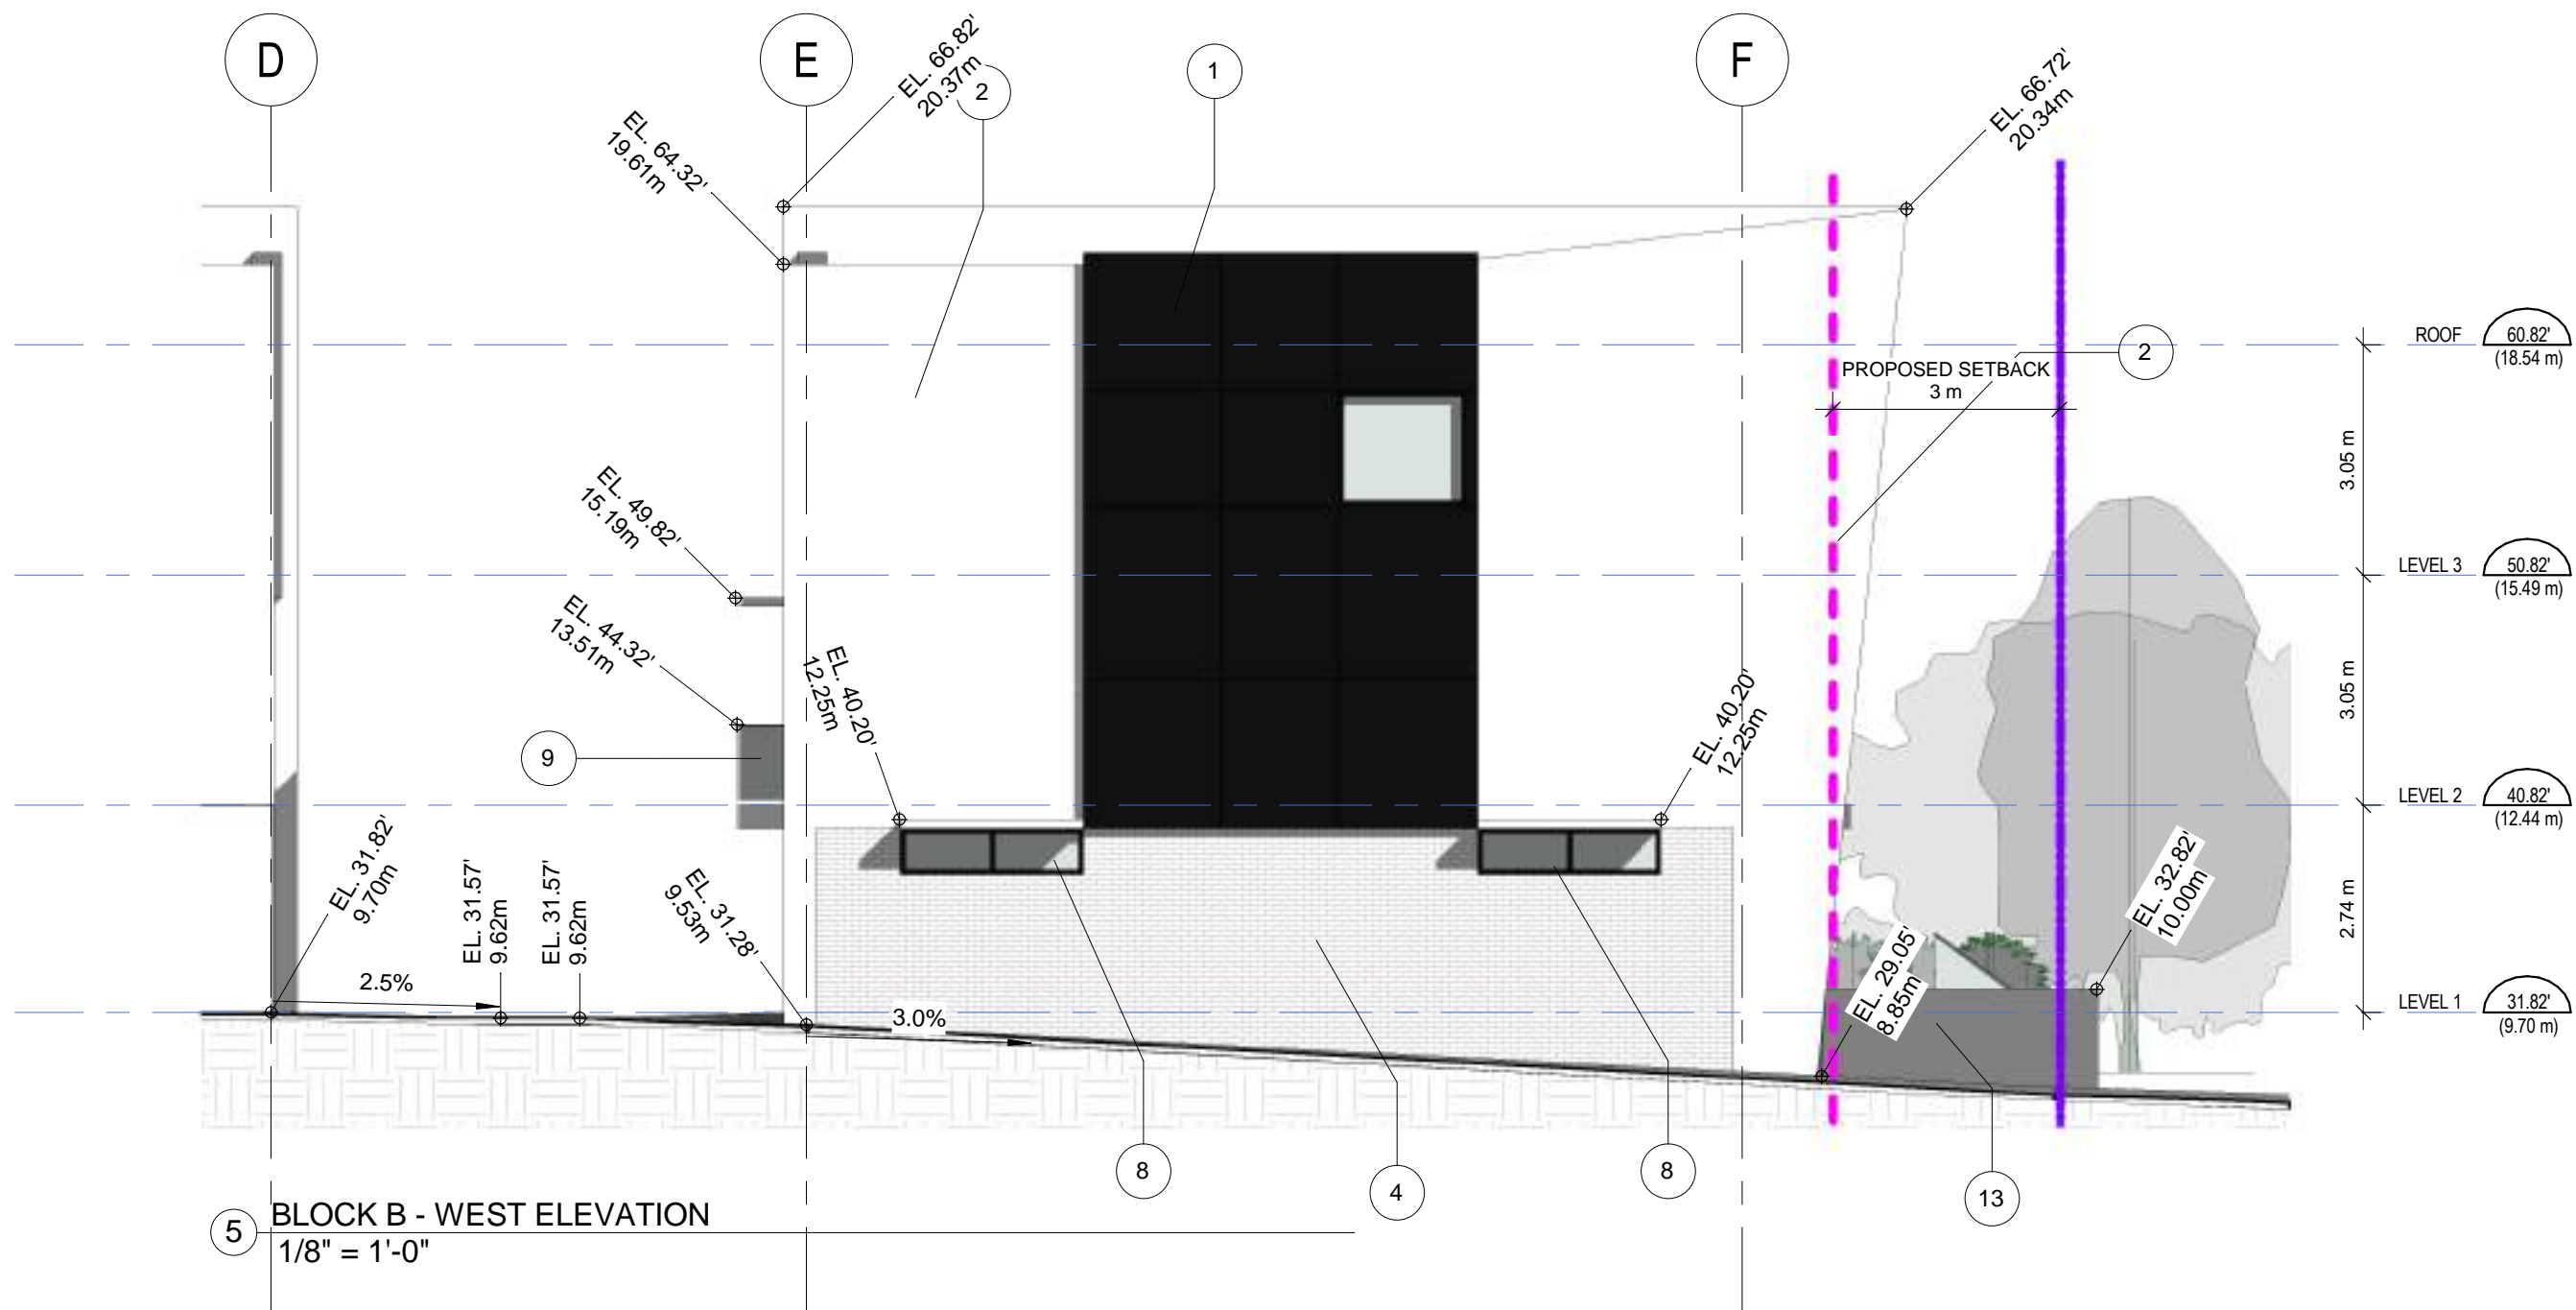 D
E
F
EL. 66.82'
20.37m
2
1
EL. 66.72'
20.34m
EL. 64.32'
19.61m
ROOF
60.82'
(18.54 m)
PROPOSED SETBACK
3 m
2
3.05 m
EL. 49.82'
15.19m
LEVEL 3
50.82'
(15.49 m)
EL. 44.32'
13.51m
EL. 40.20'
12.25m
EL. 40.20'
12.25m
3.05 m
9
LEVEL 2
40.82'
(12.44 m)
EL. 31.82'
9.70m
EL. 31.57'
9.62m
EL. 31.57'
9.62m
EL. 31.28'
9.53m
EL. 29.05'
8.85m
EL. 32.82'
10.00m
2.74 m
2.5%
3.0%
LEVEL 1
31.82'
(9.70 m)
8
4
8
13
5
BLOCK B - WEST ELEVATION
1/8" = 1'-0"